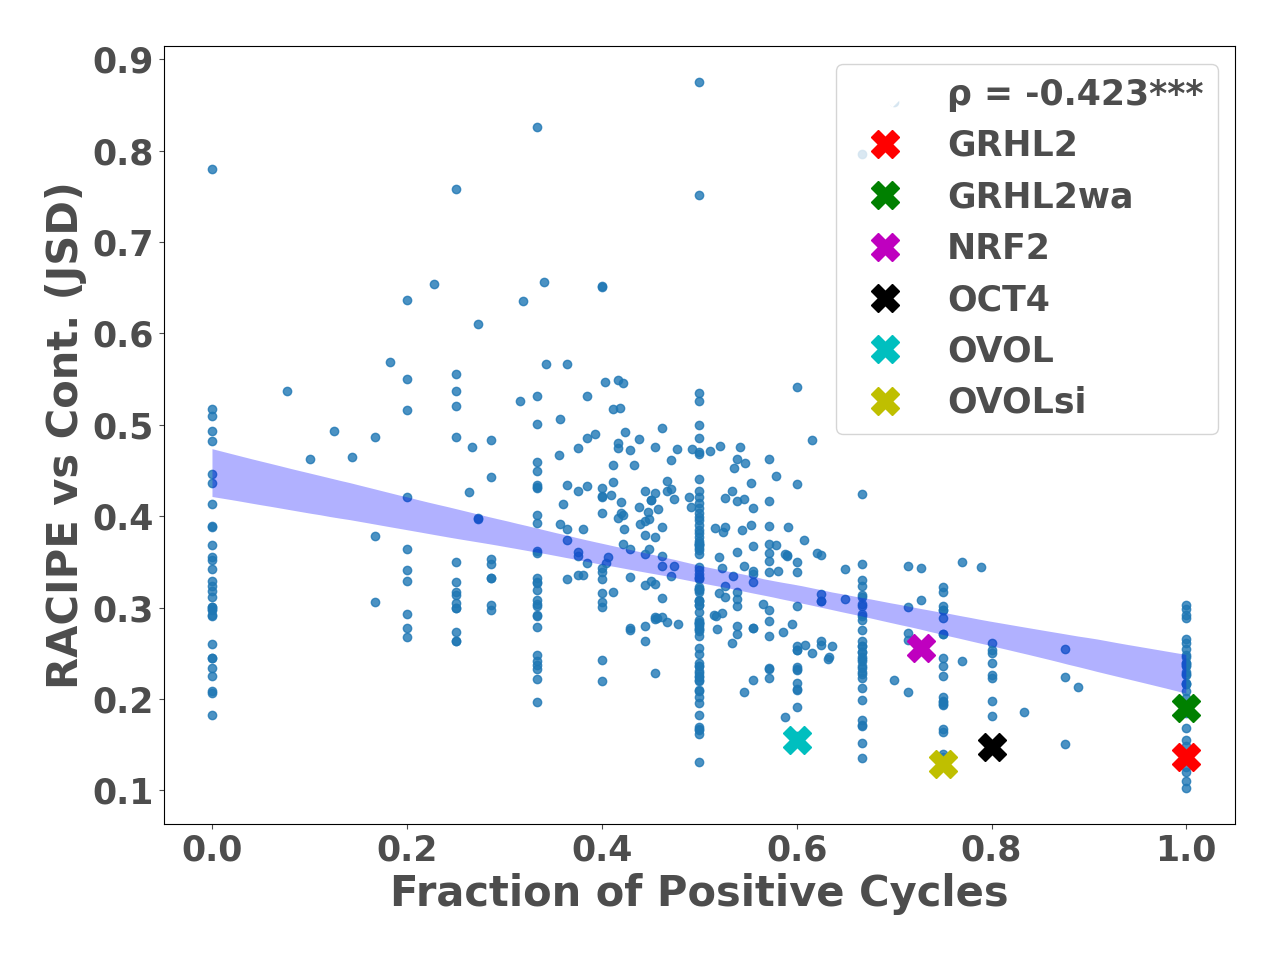 0.9
0.8
0.7
0.6
0.5
0.4
0.3
0.2
0.1
RACIPE vs Cont. (JSD)
ρ = -0.423***
GRHL2
GRHL2wa
NRF2
OCT4
OVOL
OVOLsi
0.0 0.2 0.4 0.6 0.8 1.0
Fraction of Positive Cycles